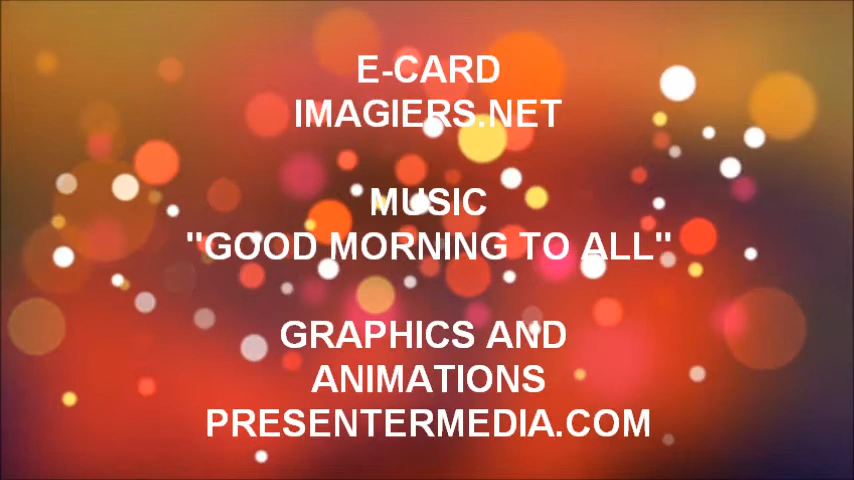 E-CARD
IMAGIERS.NET
MUSIC
"GOOD MORNING TO ALL"
GRAPHICS AND
ANIMATIONS
PRESENTERMEDIA.COM